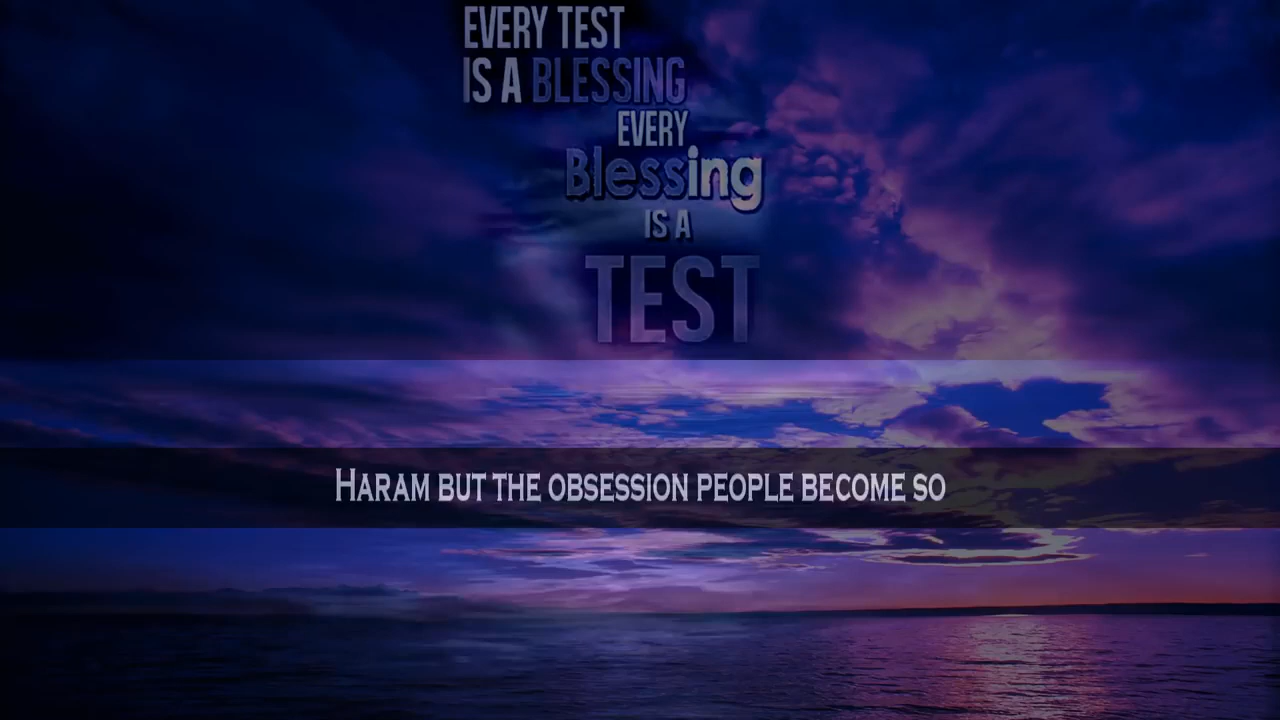 EVERY TEST
IS A BLESSING
EVERY
Blessing
IS A
TEST
HARAM BUT THE OBSESSION PEOPLE BECOME SO